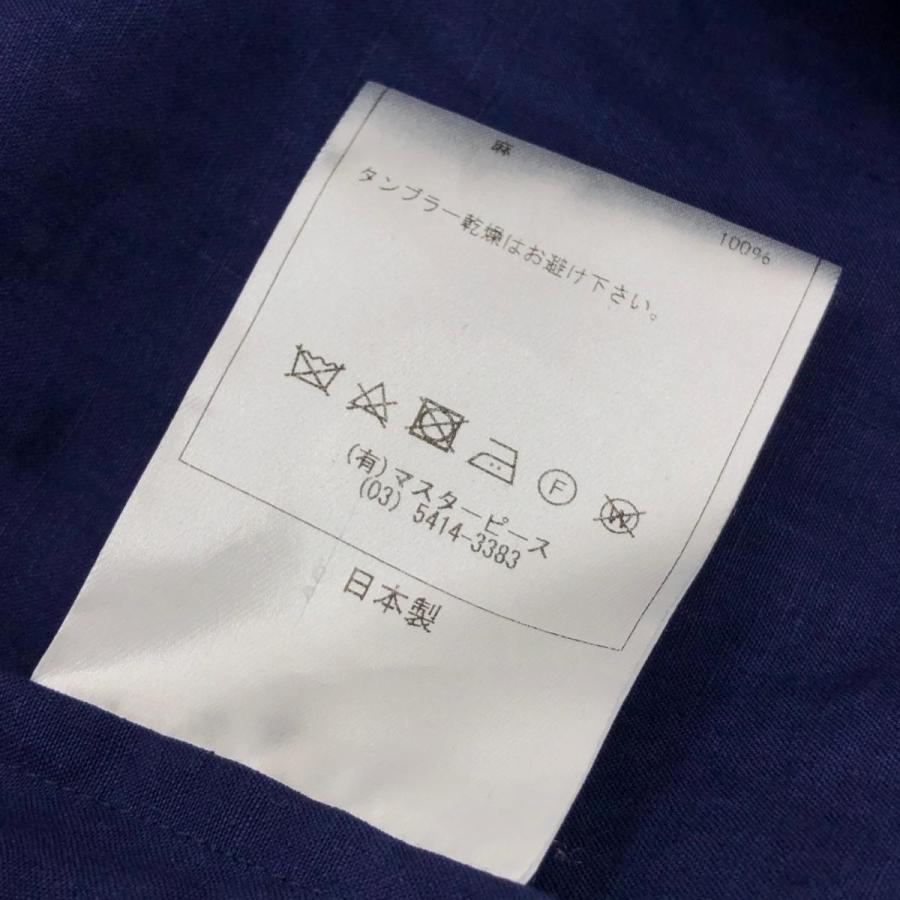 麻 100%
タンブラー乾燥はお避け下さい。
F W
(有)マスターピース
(03) 5414-3383
日本製